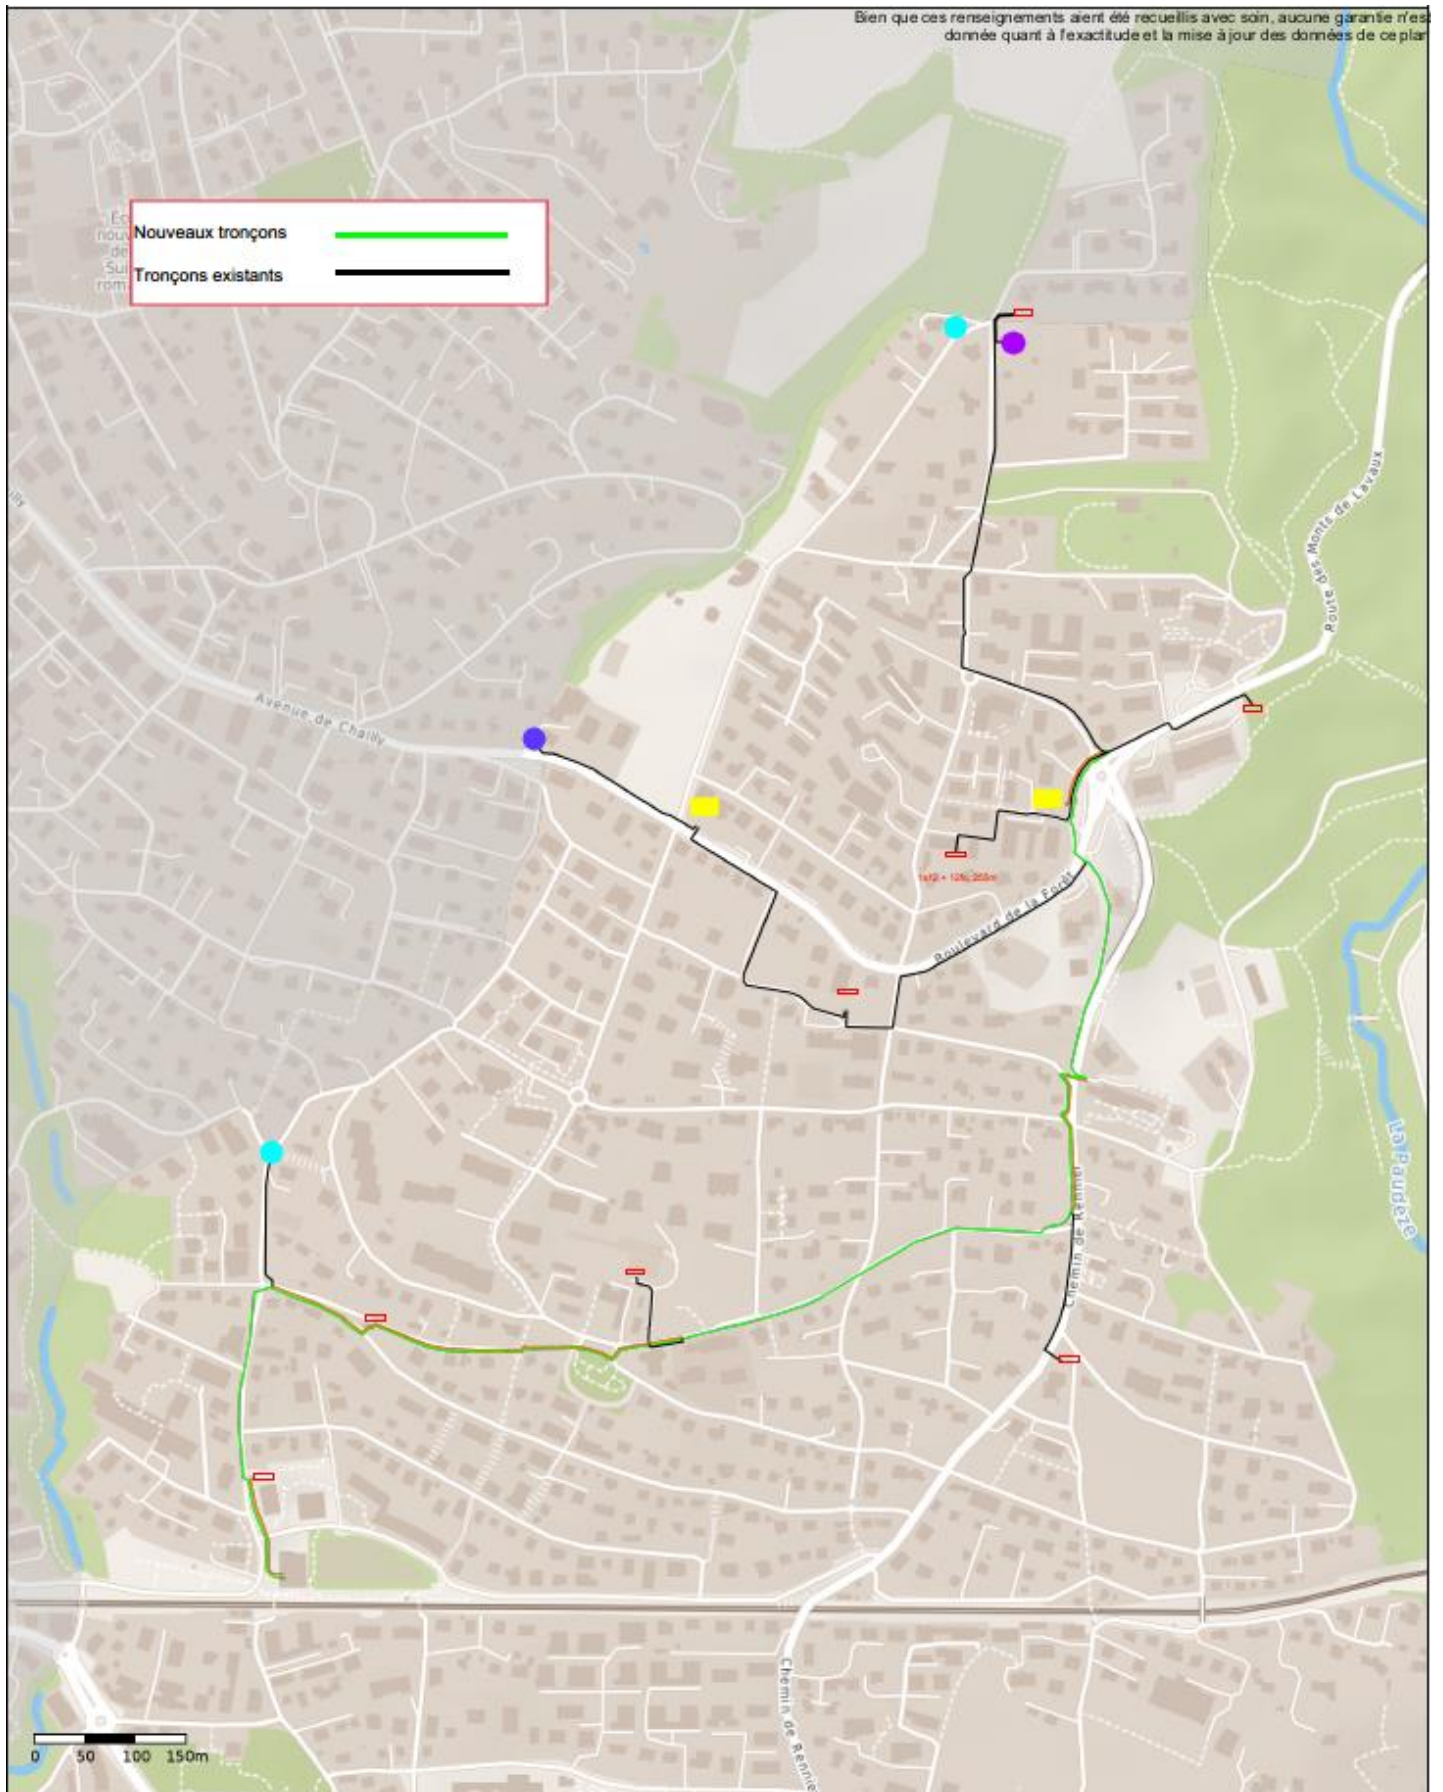 Bien que ces renseignements aient été recueillis avec soin, aucune garantie n'es
donnée quant à l'exactitude et la mise à jour des données de ce plan
Nouveaux tronçons
Tronçons existants
Route des Monts de Lavaux
Avenue de Chailly
Boulevard de la Forêt
La Paudèze
Chemin de Rennier
Chemin de Rennie
0 50 100 150m